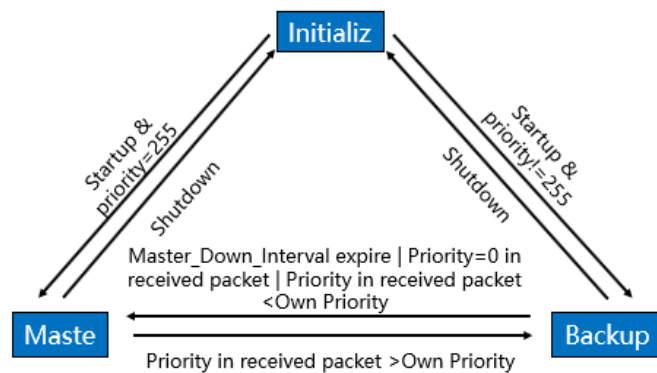 Initializ
Startup &
priority=255
Shutdown
Startup &
priority!=255
Shutdown
Master_Down_Interval expire | Priority=0 in
received packet | Priority in received packet
<Own Priority
Maste
Backup
Priority in received packet >Own Priority